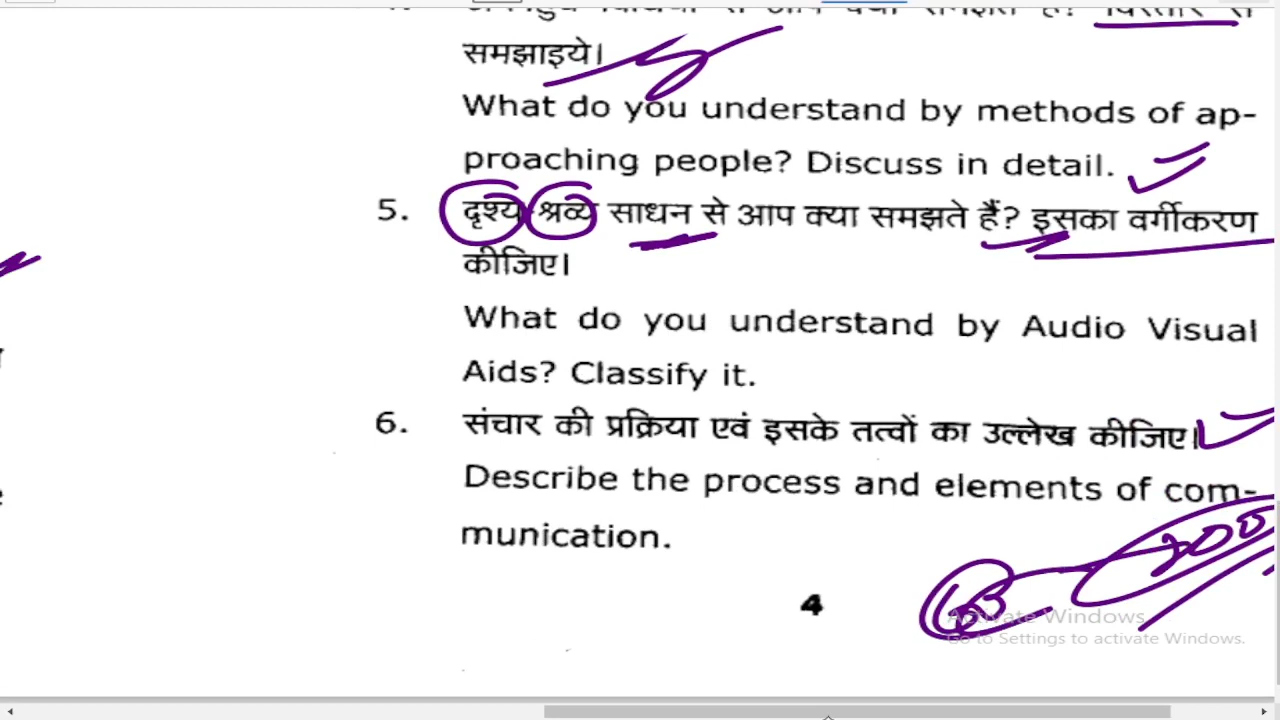 समझाइये।
What do you understand by methods of ap-
proaching people? Discuss in detail.
5. दृश्य श्रव्य साधन से आप क्या समझते हैं? इसका वर्गीकरण
कीजिए।
What do you understand by Audio Visual
Aids? Classify it.
6. संचार की प्रक्रिया एवं इसके तत्वों का उल्लेख कीजिए।
Describe the process and elements of com-
munication.
4
Activate Windows
Go to Settings to activate Windows.